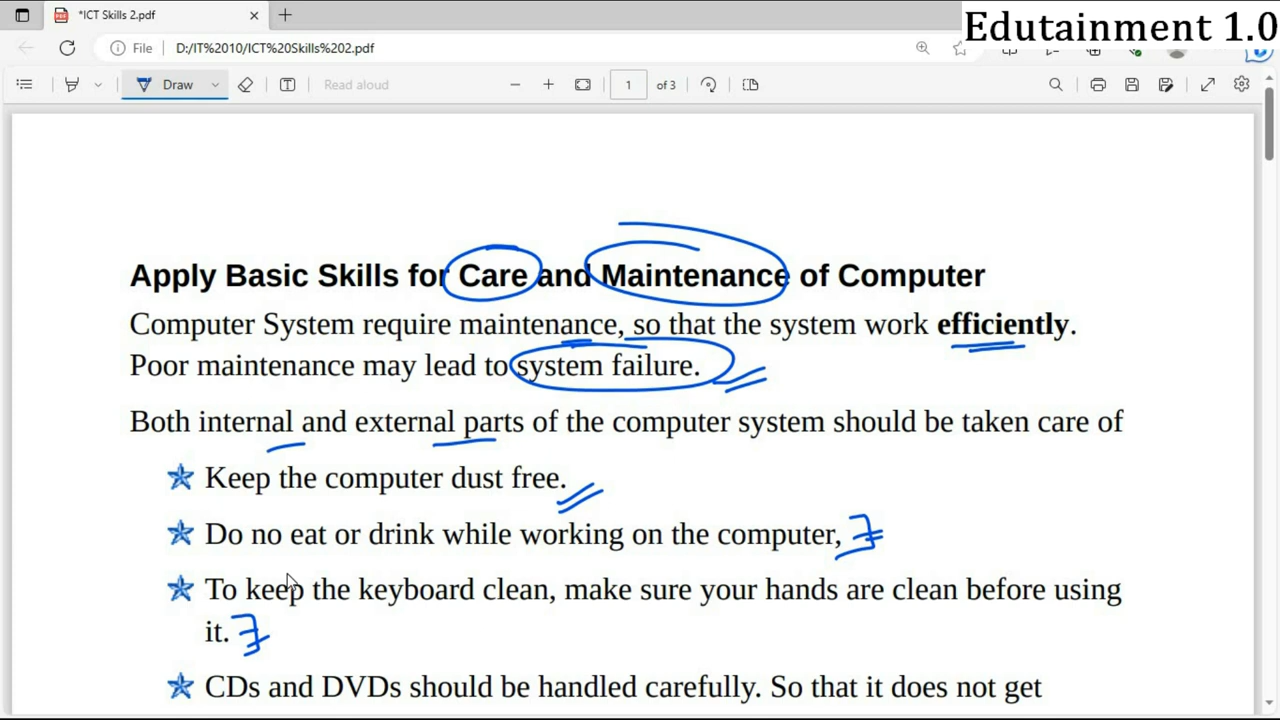 *ICT Skills 2.pdf
Edutainment 1.0
File D:/IT%2010/ICT%20Skills%202.pdf
Draw Read aloud 1 of 3
Apply Basic Skills for Care and Maintenance of Computer
Computer System require maintenance, so that the system work efficiently.
Poor maintenance may lead to system failure.
Both internal and external parts of the computer system should be taken care of
Keep the computer dust free.
Do no eat or drink while working on the computer,
To keep the keyboard clean, make sure your hands are clean before using
it.
CDs and DVDs should be handled carefully. So that it does not get